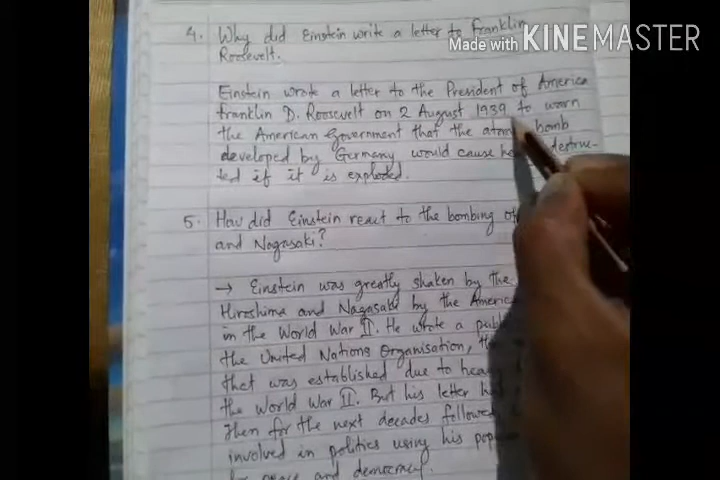 Made with KINEMASTER
4. Why did Einstein write a letter to Franklin
Roosevelt.
Einstein wrote a letter to the President of America
franklin D. Roosevelt on 2 August 1939 to warn
the American Government that the atomic bomb
developed by Germany would cause destruc-
ted if it is exploded.
5. How did Einstein react to the bombing of
and Nagasaki?
→ Einstein was greatly shaken by the
Hiroshima and Nagasaki by the America
in the World War II. He wrote a
the United Nations Organisation,
that was established due to
the World War II. But his letter
then for the next decades followed
involved in politics using his
peace and democracy.